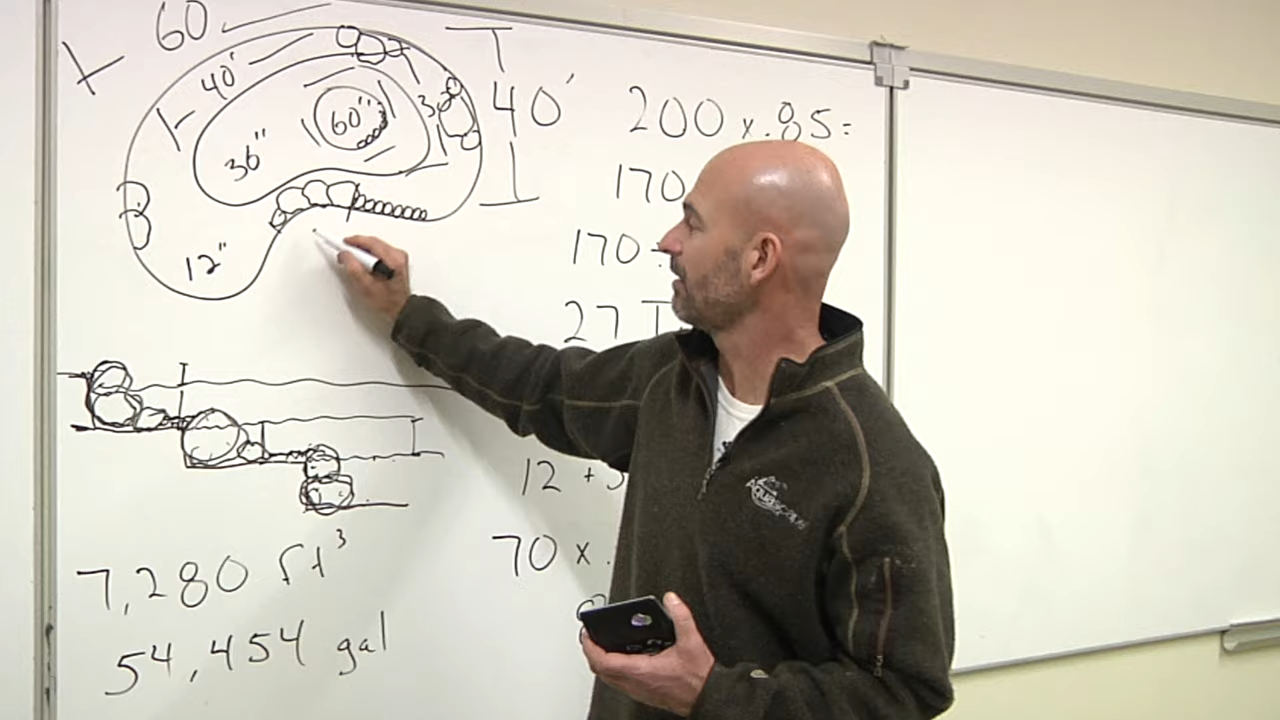 60
40'
40'
60"
36"
12"
200 x .85=
170
170 ÷
27 T
12 +
70 x .
7,280 ft³
54,454 gal
Aquascape